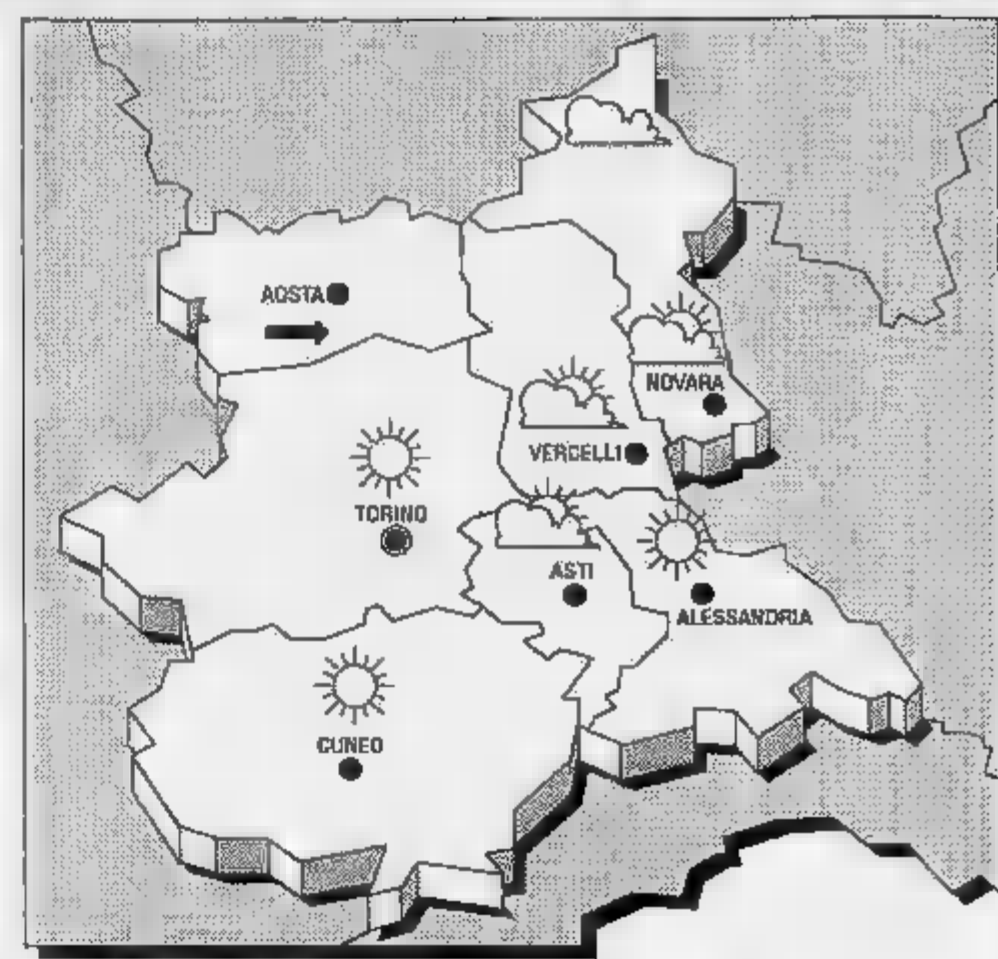 AOSTA
NOVARA
VERCELLI
TORINO
ASTI
ALESSANDRIA
CUNEO